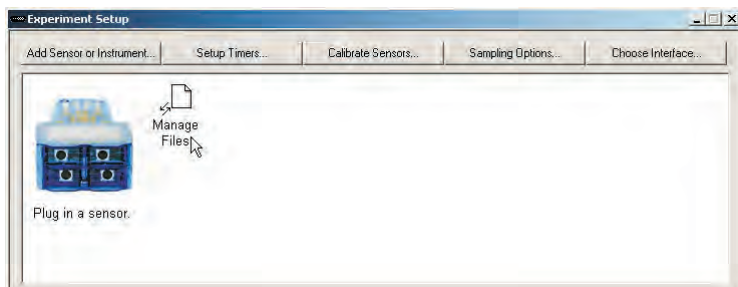 Experiment Setup
Add Sensor or Instrument...
Setup Timers...
Calibrate Sensors...
Sampling Options...
Choose Interface...
Manage
Files
Plug in a sensor.